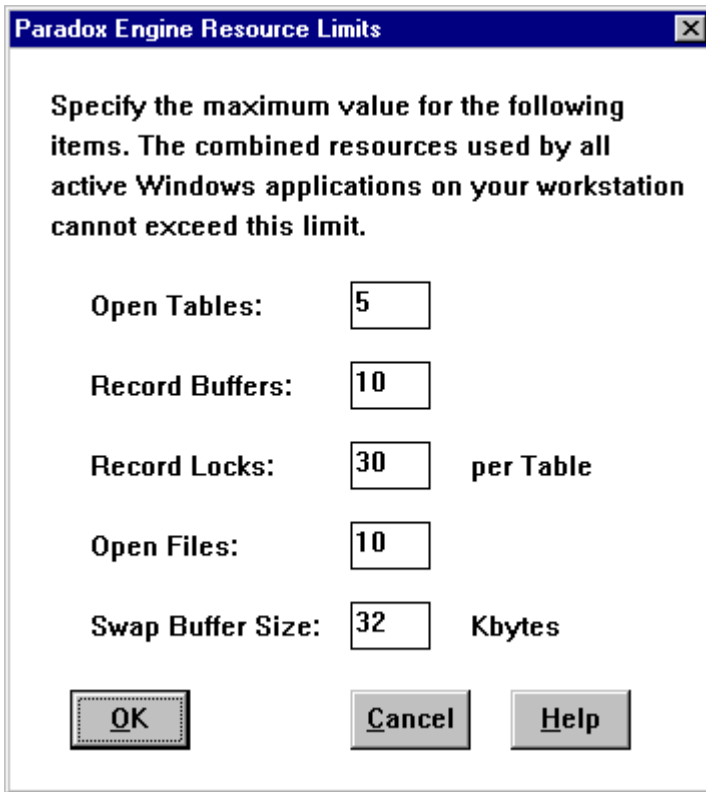 Paradox Engine Resource Limits
Specify the maximum value for the following
items. The combined resources used by all
active Windows applications on your workstation
cannot exceed this limit.
Open Tables: 5
Record Buffers: 10
Record Locks: 30 per Table
Open Files: 10
Swap Buffer Size: 32 Kbytes
OK Cancel Help